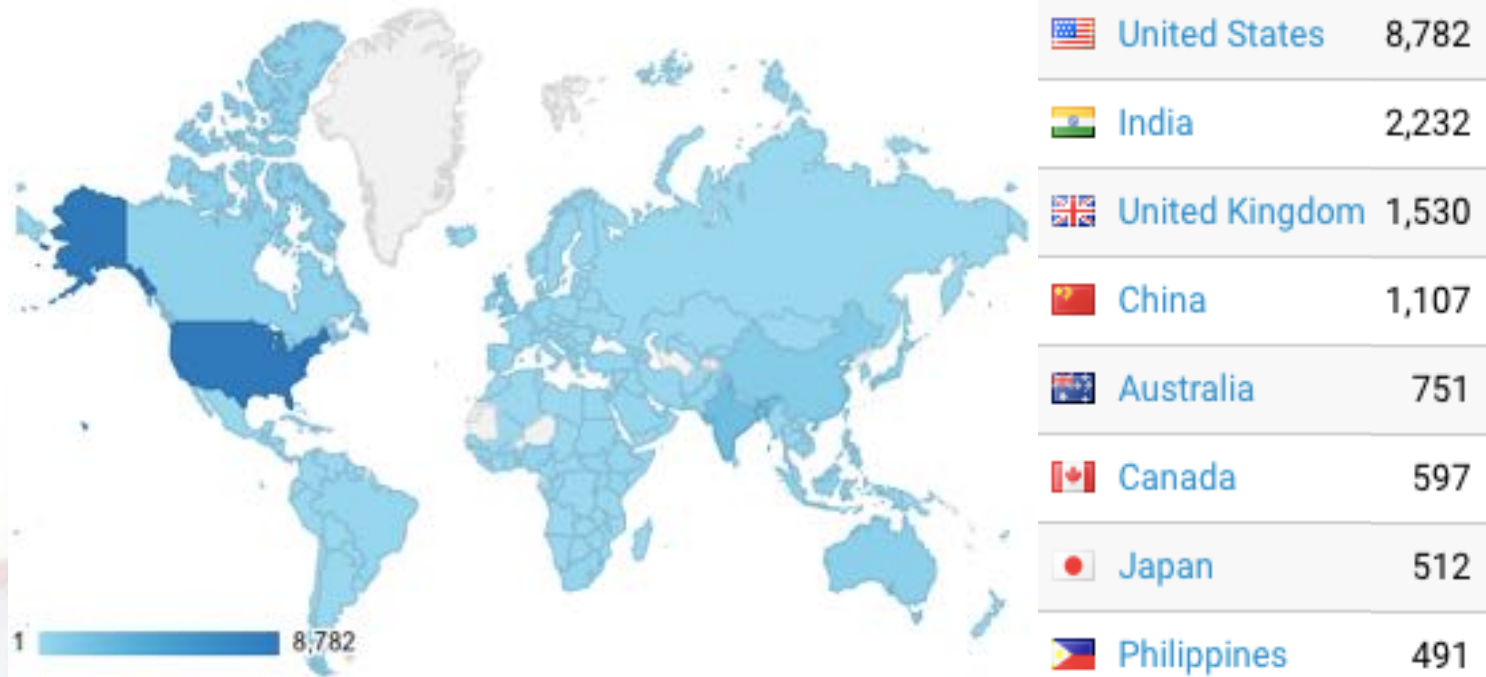 United States 8,782
India 2,232
United Kingdom 1,530
China 1,107
Australia 751
Canada 597
Japan 512
Philippines 491
1 8,782